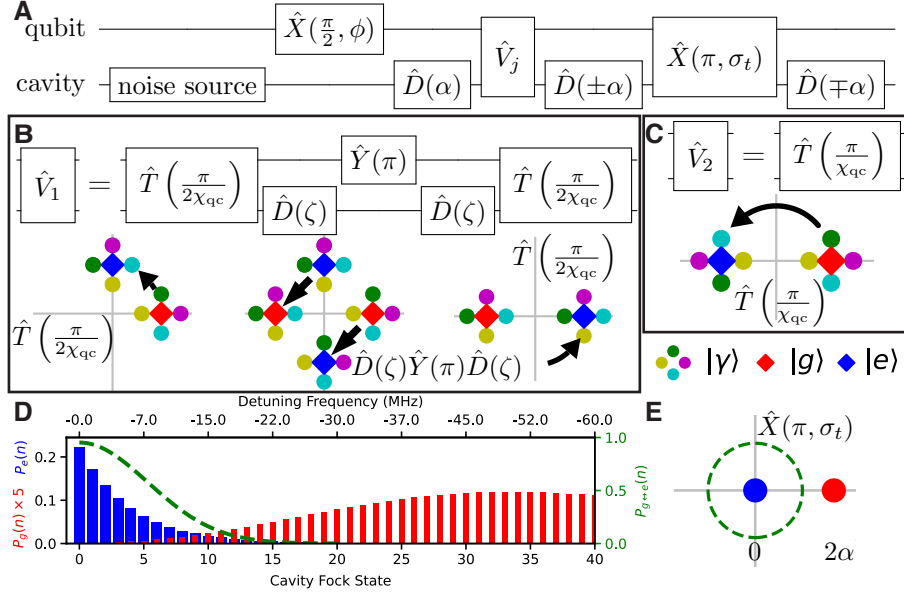 A
qubit
X̂(π/2, ϕ)
V̂_j
X̂(π, σ_t)
cavity
noise source
D̂(α)
D̂(±α)
D̂(∓α)
B
V̂_1 = T̂(π/2χ_qc)
D̂(ζ)
Ŷ(π)
D̂(ζ)
T̂(π/2χ_qc)
T̂(π/2χ_qc)
T̂(π/2χ_qc)
D̂(ζ)Ŷ(π)D̂(ζ)
C
V̂_2 = T̂(π/χ_qc)
T̂(π/χ_qc)
|γ⟩ |g⟩ |e⟩
D
Detuning Frequency (MHz)
-0.0 -7.0 -15.0 -22.0 -30.0 -37.0 -45.0 -52.0 -60.0
P_g(n) × 5 P_e(n)
0.2
0.1
0.0
1.0
0.5
0.0
P_g↔e(n)
0 5 10 15 20 25 30 35 40
Cavity Fock State
E
X̂(π, σ_t)
0 2α